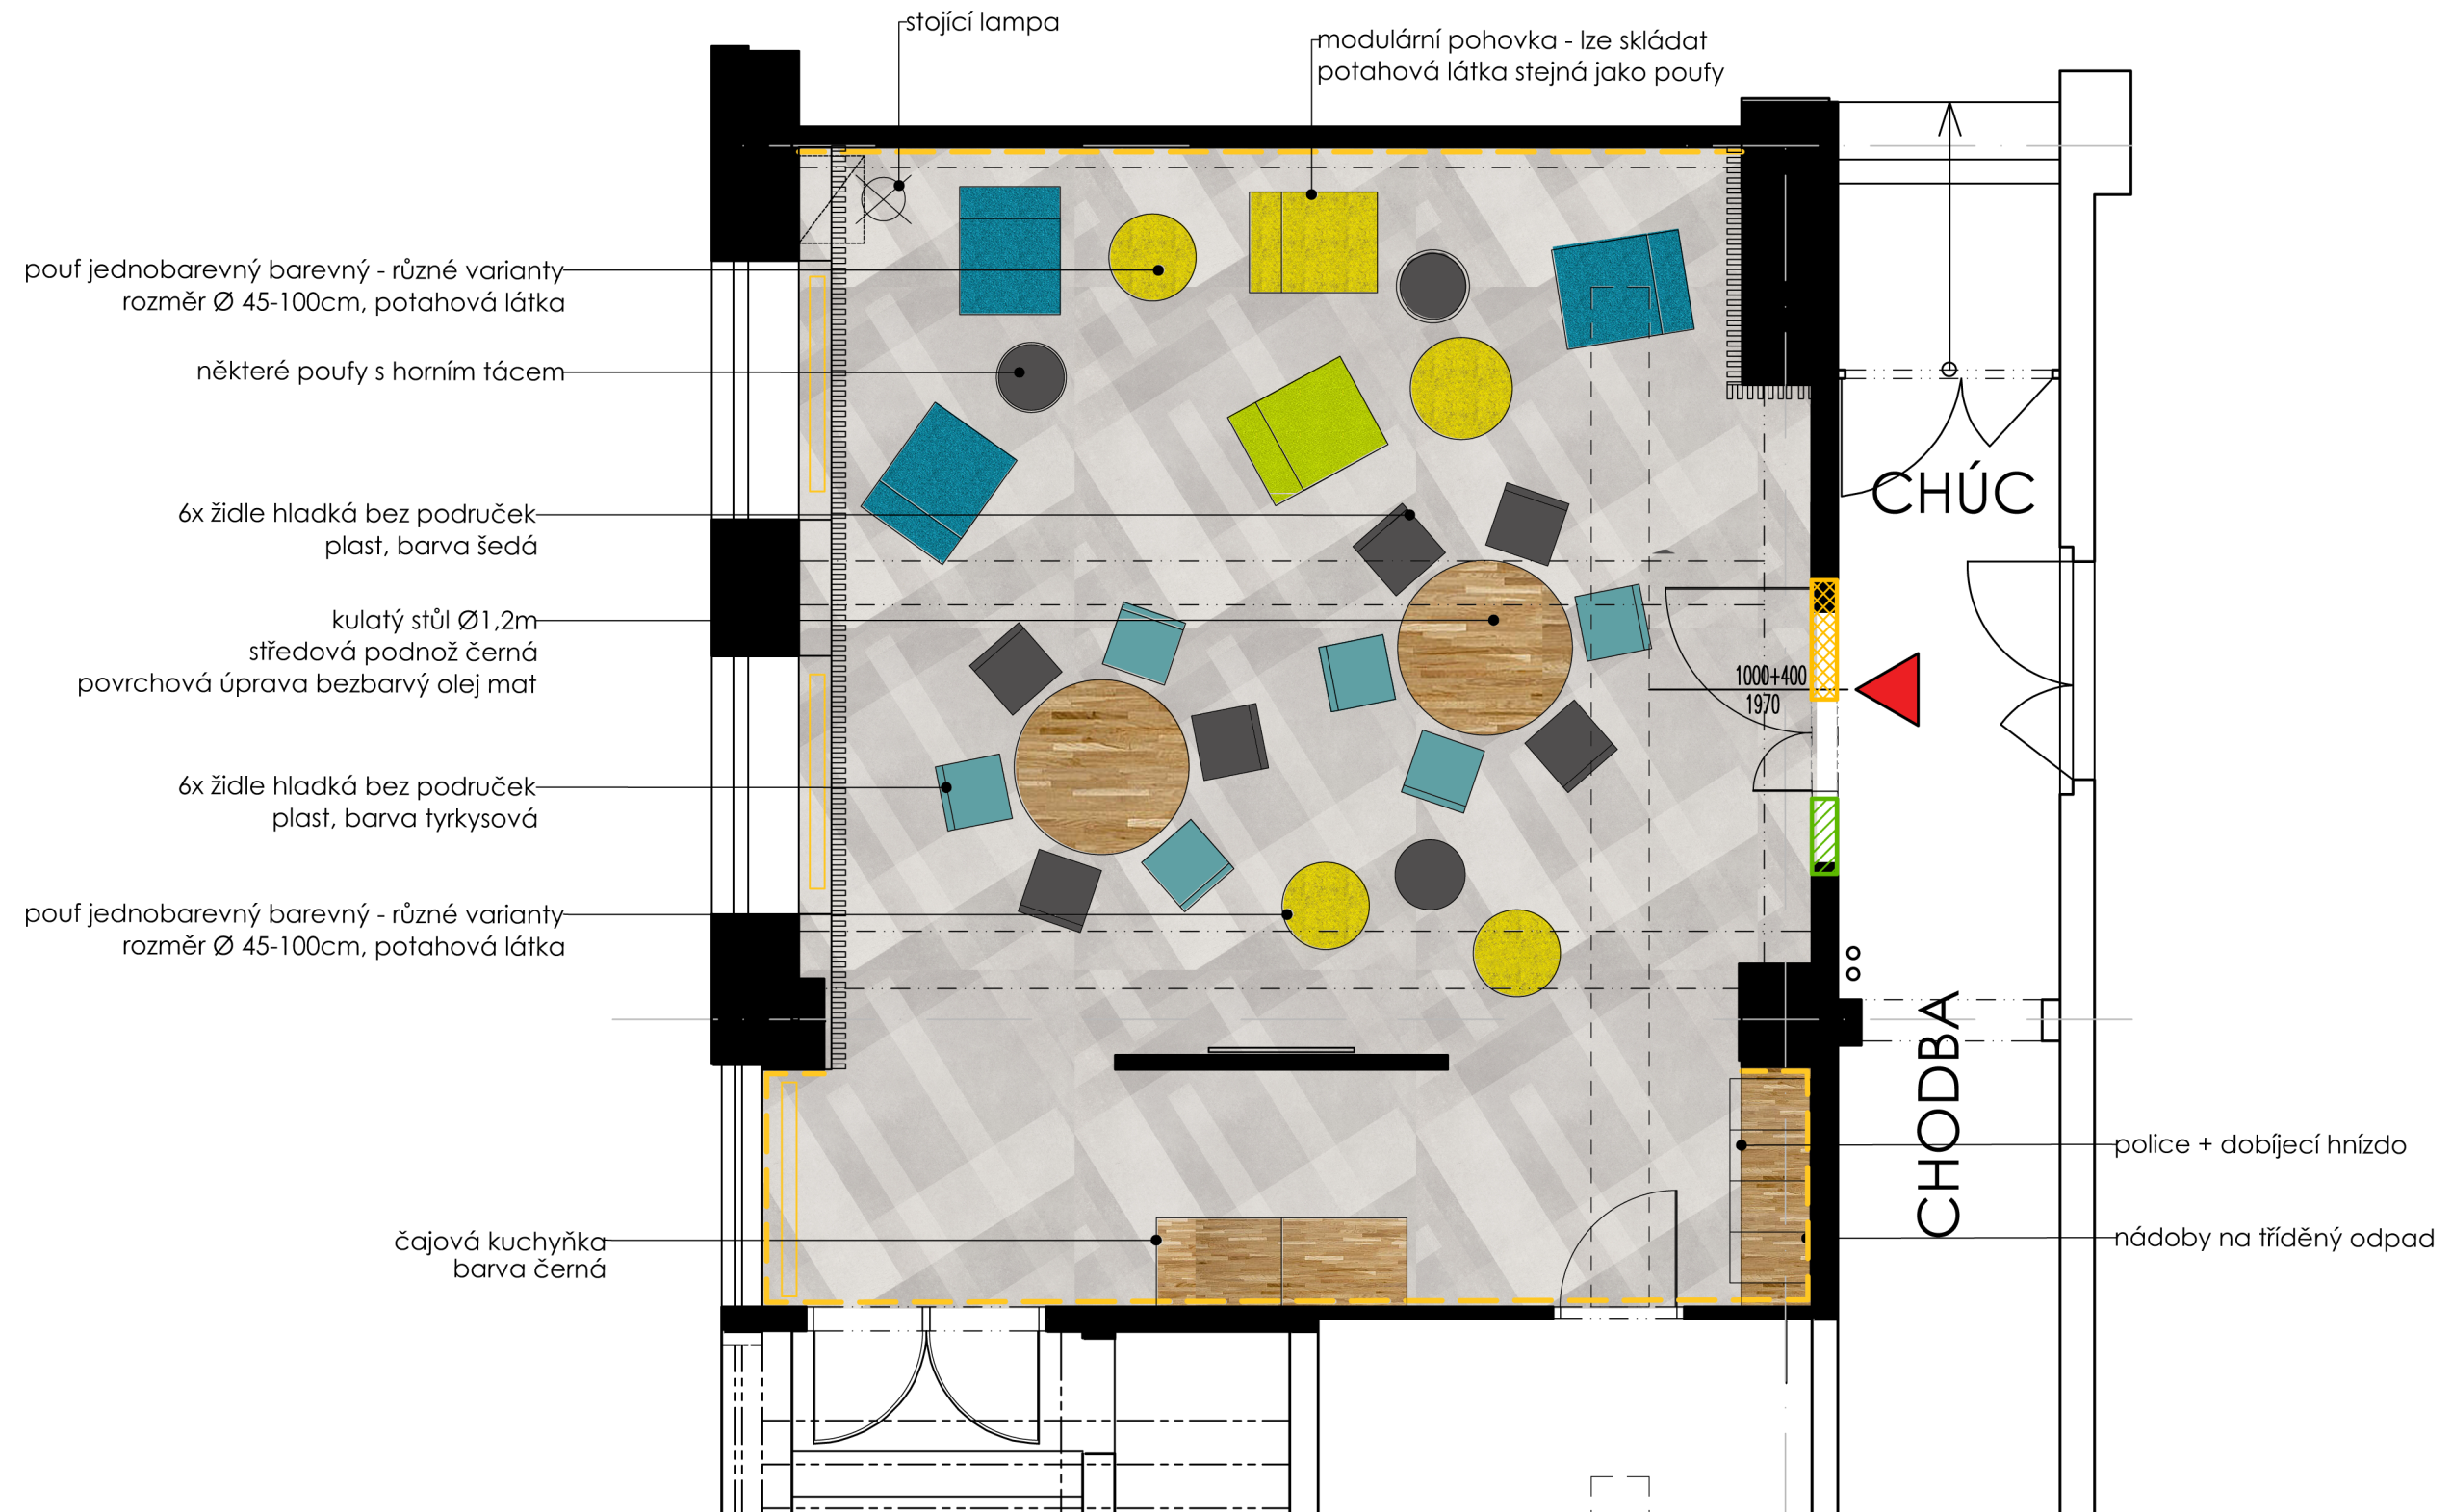 stojící lampa
modulární pohovka - lze skládat
potahová látka stejná jako poufy
pouf jednobarevný barevný - různé varianty
rozměr Ø 45-100cm, potahová látka
některé poufy s horním tácem
6x židle hladká bez područek
plast, barva šedá
kulatý stůl Ø1,2m
středová podnož černá
povrchová úprava bezbarvý olej mat
6x židle hladká bez područek
plast, barva tyrkysová
pouf jednobarevný barevný - různé varianty
rozměr Ø 45-100cm, potahová látka
čajová kuchyňka
barva černá
1000+400
1970
CHÚC
CHODBA
police + dobíjecí hnízdo
nádoby na tříděný odpad